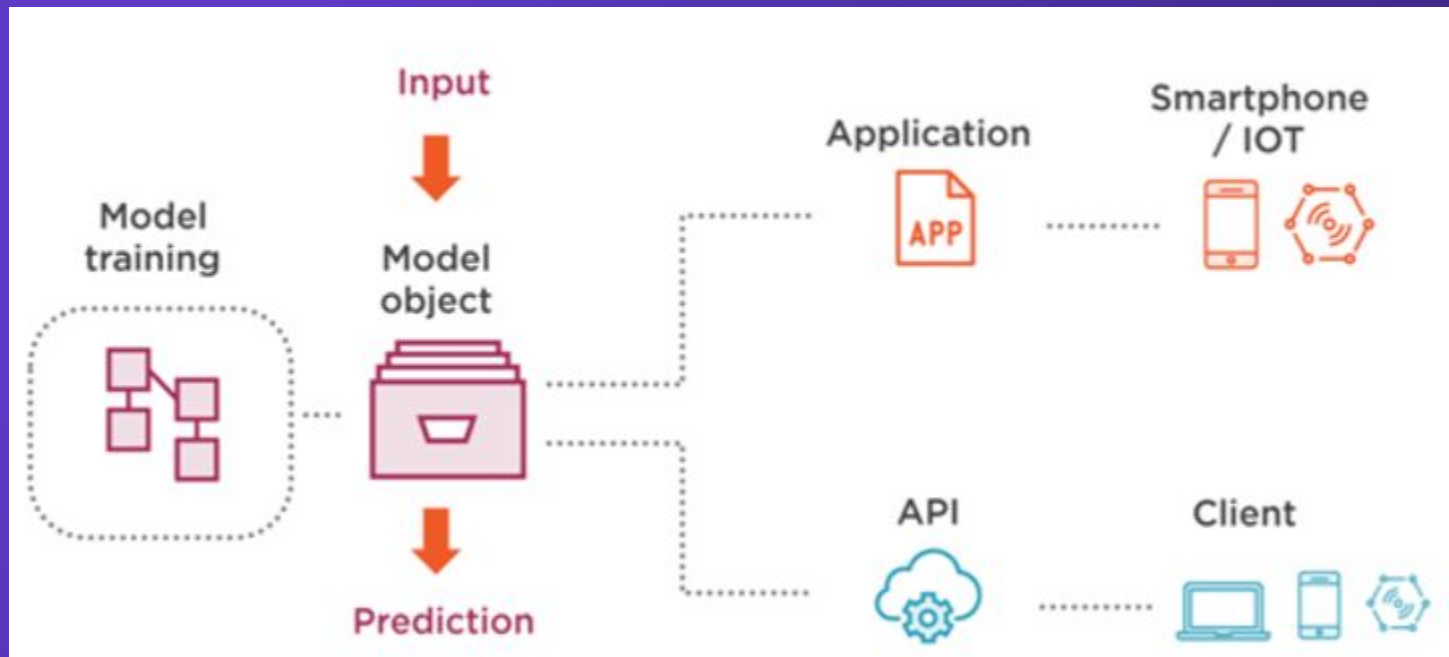 Input
Application
Smartphone
/ IOT
Model
training
Model
object
APP
API
Client
Prediction